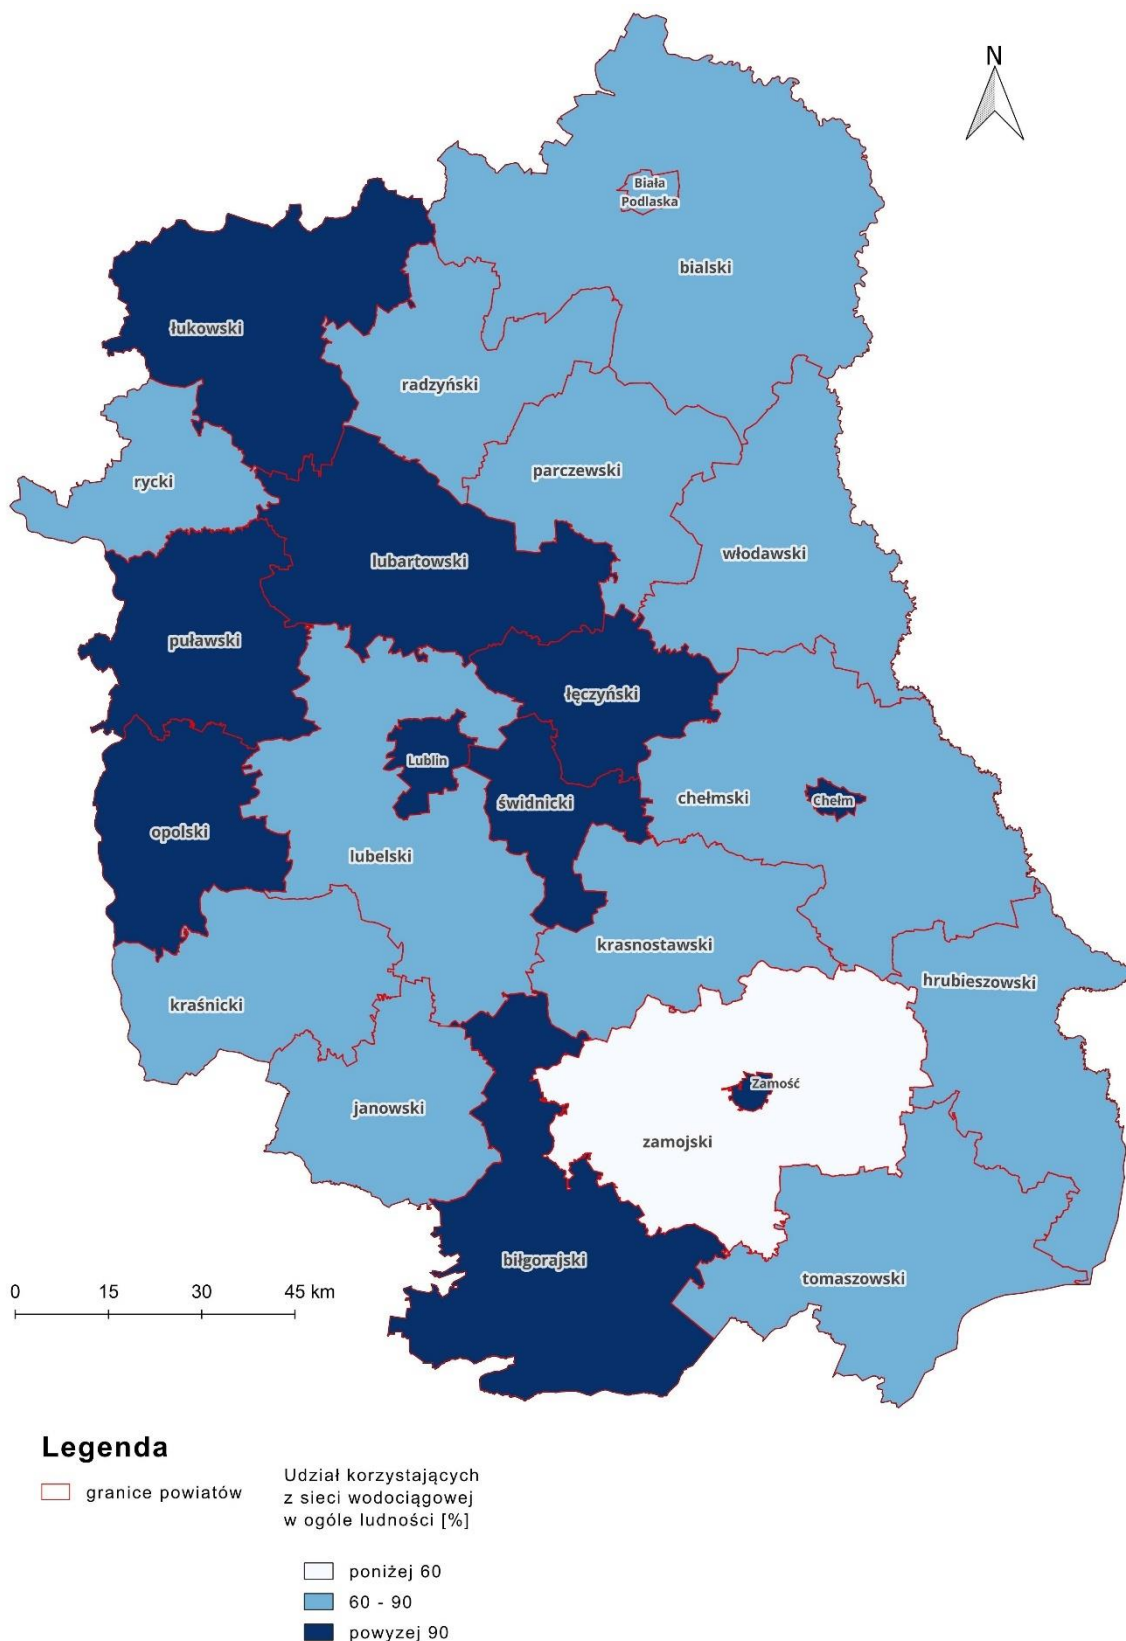 N
Biała
Podlaska
bialski
łukowski
radzyński
parczewski
rycki
włodawski
lubartowski
puławski
łęczyński
Lublin
świdnicki
chełmski
Chełm
opolski
lubelski
krasnostawski
hrubieszowski
kraśnicki
Zamość
janowski
zamojski
biłgorajski
tomaszowski
0 15 30 45 km
Legenda
granice powiatów
Udział korzystających
z sieci wodociągowej
w ogóle ludności [%]
poniżej 60
60 - 90
powyzej 90